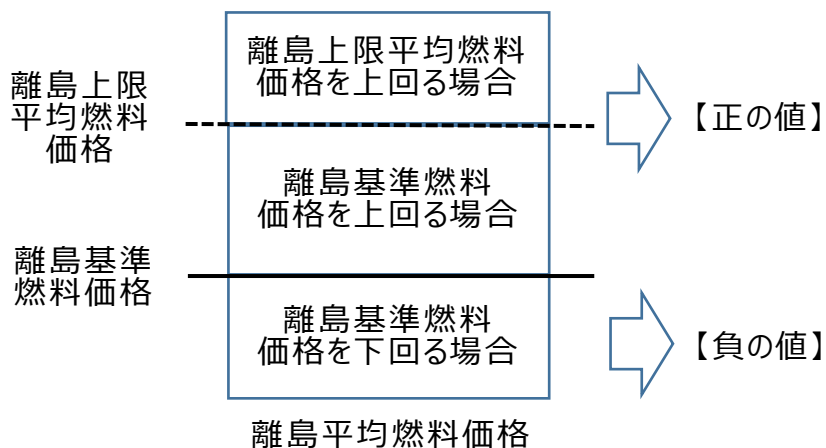 離島上限平均燃料
価格を上回る場合
離島上限
平均燃料
価格
【正の値】
離島基準燃料
価格を上回る場合
離島基準
燃料価格
離島基準燃料
価格を下回る場合
【負の値】
離島平均燃料価格